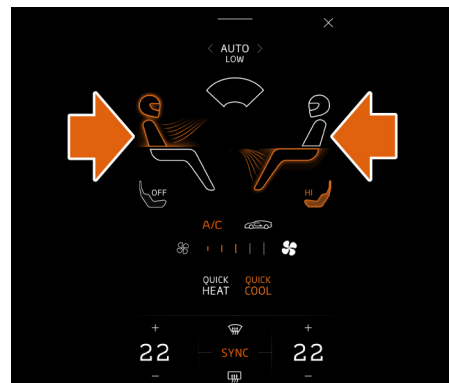 AUTO
LOW
OFF
HI
A/C
QUICK HEAT
QUICK COOL
22
SYNC
22